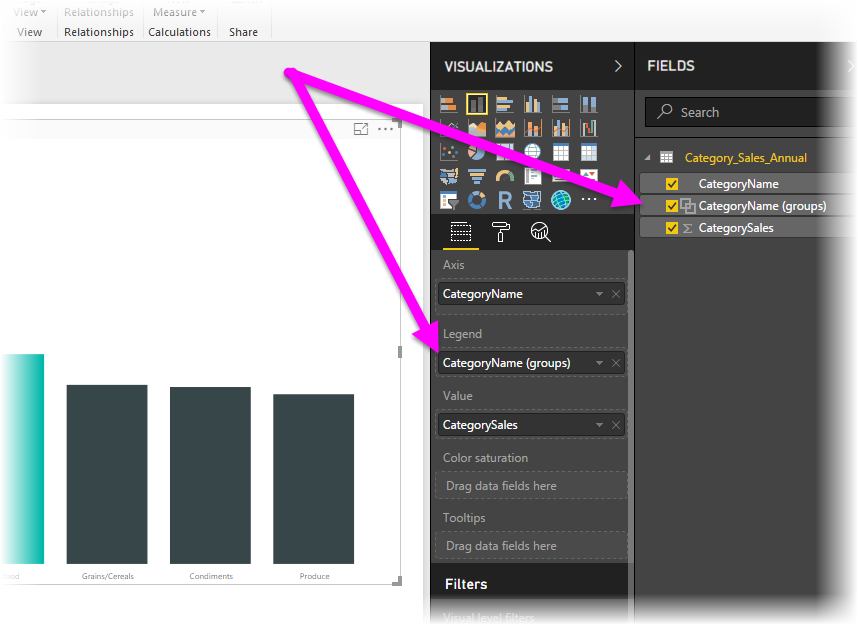 View Relationships Measure
View Relationships Calculations Share
VISUALIZATIONS
FIELDS
Search
Category_Sales_Annual
CategoryName
CategoryName (groups)
CategorySales
R
Axis
CategoryName
Legend
CategoryName (groups)
Value
CategorySales
Color saturation
Drag data fields here
Tooltips
Drag data fields here
Filters
Visual level filters
Grains/Cereals Condiments Produce